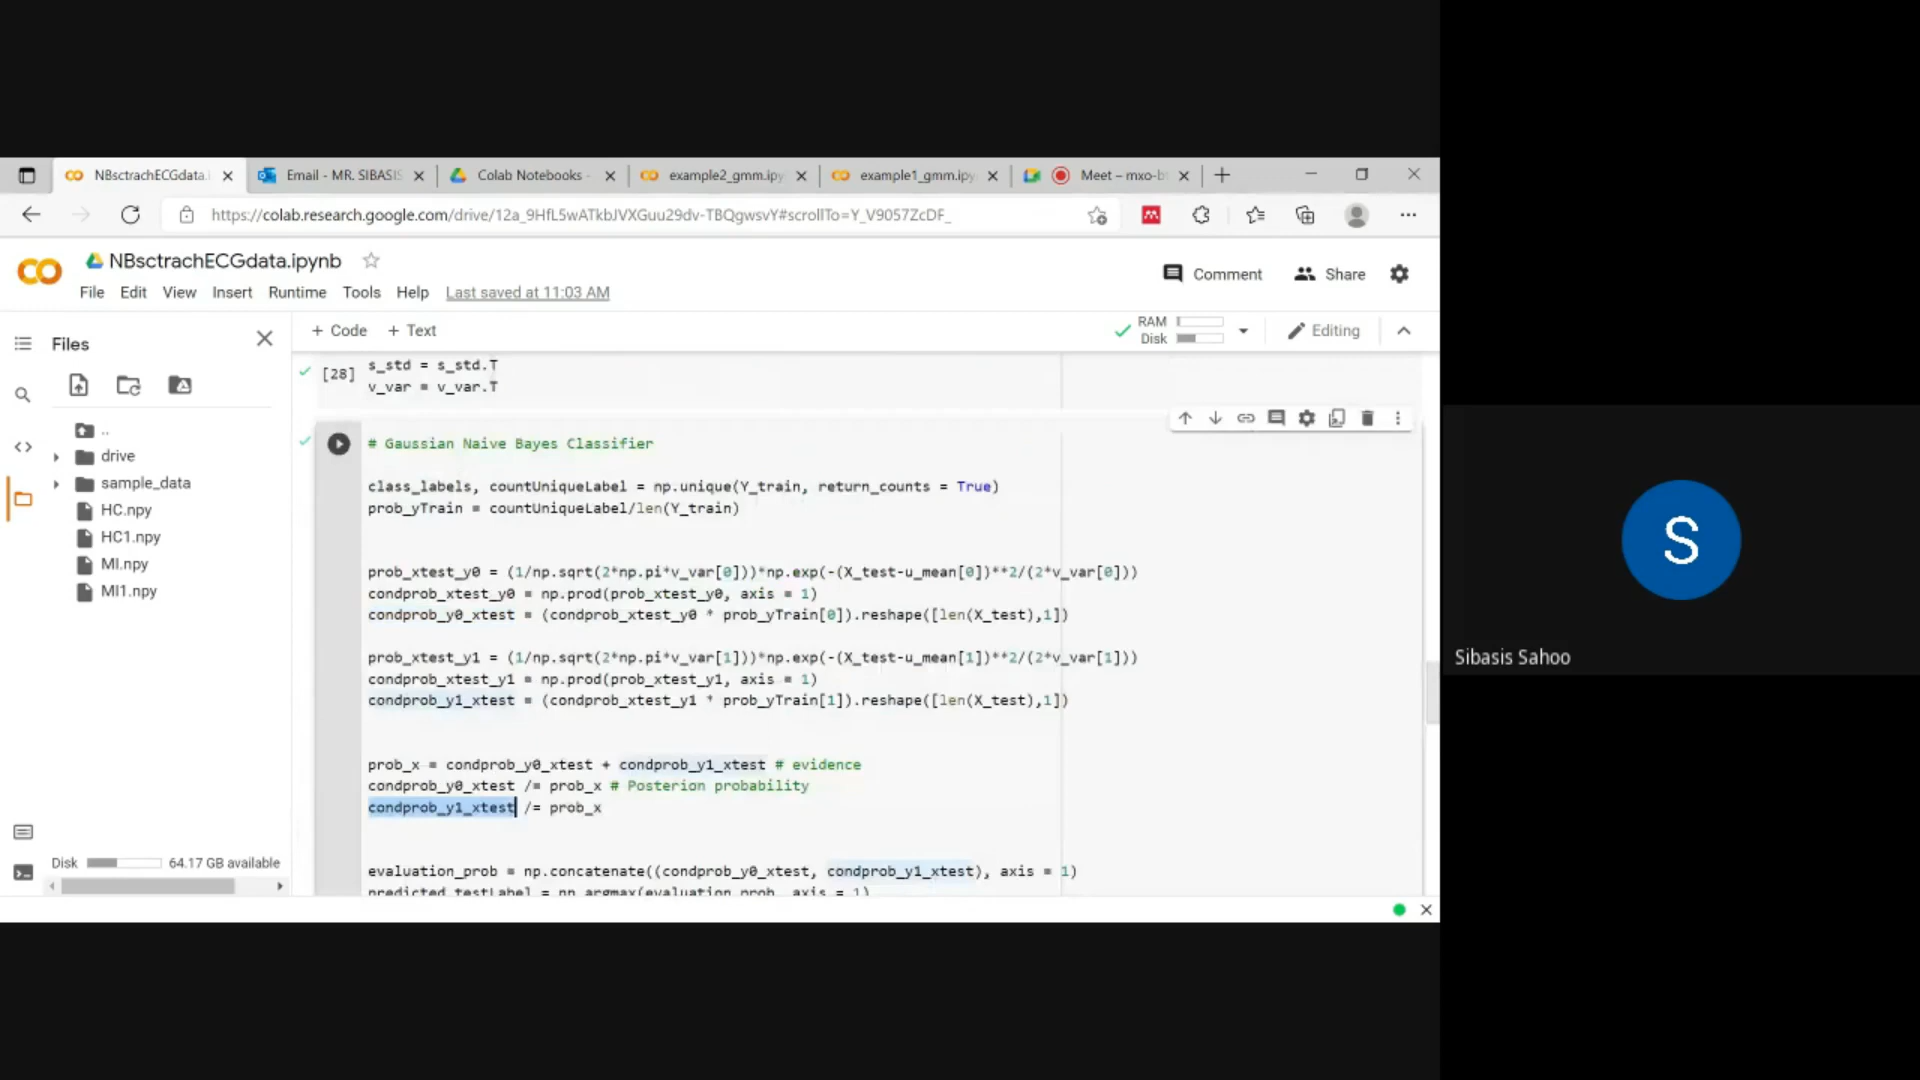 NBsctrachECGdata.i
Email - MR. SIBASIS
Colab Notebooks -
example2_gmm.ipy
example1_gmm.ipy
Meet – mxo-b
https://colab.research.google.com/drive/12a_9HfL5wATkbJVXGuu29dv-TBQgwsvY#scrollTo=Y_V9057ZcDF_
NBsctrachECGdata.ipynb
Comment
Share
File Edit View Insert Runtime Tools Help Last saved at 11:03 AM
Files
+ Code + Text
RAM
Disk
Editing
..
drive
sample_data
HC.npy
HC1.npy
MI.npy
MI1.npy
Disk 64.17 GB available
[28]
s_std = s_std.T
v_var = v_var.T
# Gaussian Naive Bayes Classifier
class_labels, countUniqueLabel = np.unique(Y_train, return_counts = True)
prob_yTrain = countUniqueLabel/len(Y_train)
prob_xtest_y0 = (1/np.sqrt(2*np.pi*v_var[0]))*np.exp(-(X_test-u_mean[0])**2/(2*v_var[0]))
condprob_xtest_y0 = np.prod(prob_xtest_y0, axis = 1)
condprob_y0_xtest = (condprob_xtest_y0 * prob_yTrain[0]).reshape([len(X_test),1])
prob_xtest_y1 = (1/np.sqrt(2*np.pi*v_var[1]))*np.exp(-(X_test-u_mean[1])**2/(2*v_var[1]))
condprob_xtest_y1 = np.prod(prob_xtest_y1, axis = 1)
condprob_y1_xtest = (condprob_xtest_y1 * prob_yTrain[1]).reshape([len(X_test),1])
prob_x = condprob_y0_xtest + condprob_y1_xtest # evidence
condprob_y0_xtest /= prob_x # Posterion probability
condprob_y1_xtest /= prob_x
evaluation_prob = np.concatenate((condprob_y0_xtest, condprob_y1_xtest), axis = 1)
predicted_testLabel = np.argmax(evaluation_prob, axis = 1)
S
Sibasis Sahoo